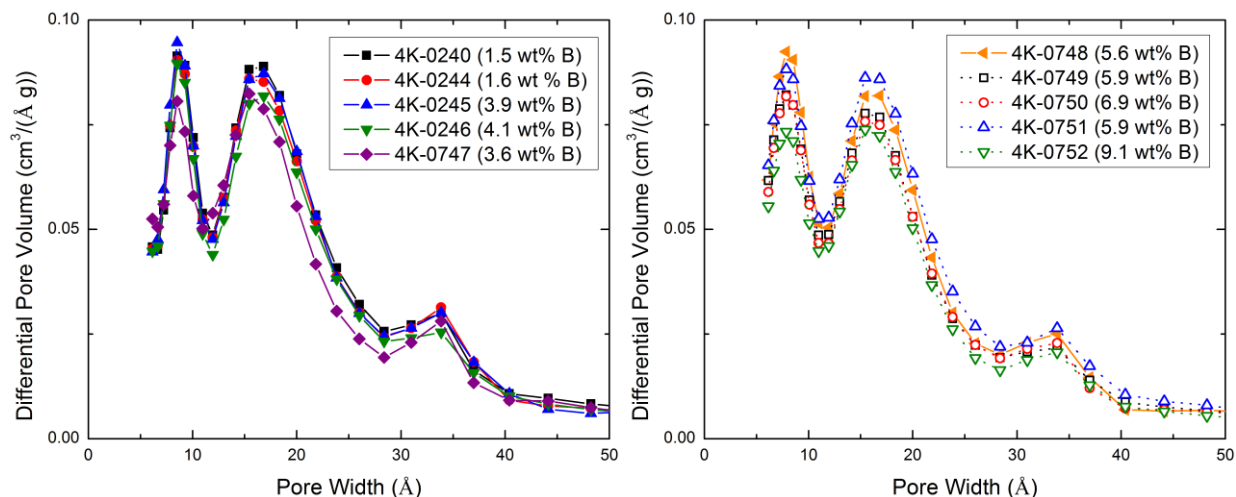 0.10
0.05
0.00
0
10
20
30
40
50
Differential Pore Volume (cm³/(Å g))
Pore Width (Å)
4K-0240 (1.5 wt% B)
4K-0244 (1.6 wt % B)
4K-0245 (3.9 wt% B)
4K-0246 (4.1 wt% B)
4K-0747 (3.6 wt% B)
0.10
0.05
0.00
0
10
20
30
40
50
Differential Pore Volume (cm³/(Å g))
Pore Width (Å)
4K-0748 (5.6 wt% B)
4K-0749 (5.9 wt% B)
4K-0750 (6.9 wt% B)
4K-0751 (5.9 wt% B)
4K-0752 (9.1 wt% B)